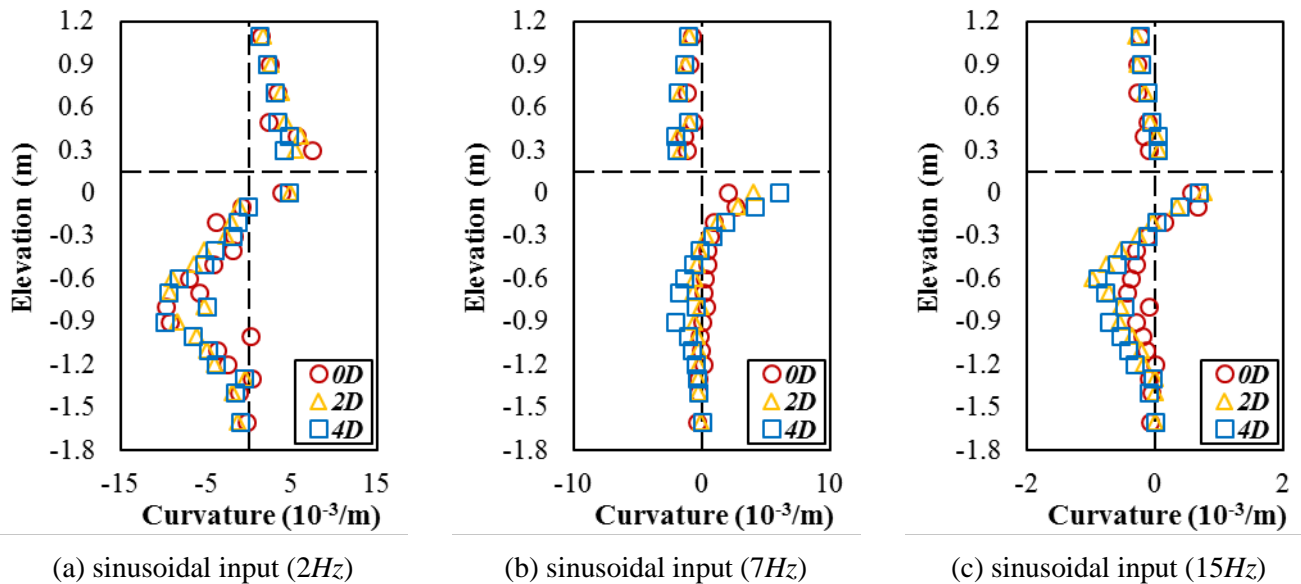 1.2
0.9
0.6
0.3
0
-0.3
-0.6
-0.9
-1.2
-1.5
-1.8
Elevation (m)
0D
2D
4D
-15
-5
5
15
Curvature (10⁻³/m)
(a) sinusoidal input (2Hz)
1.2
0.9
0.6
0.3
0
-0.3
-0.6
-0.9
-1.2
-1.5
-1.8
Elevation (m)
0D
2D
4D
-10
0
10
Curvature (10⁻³/m)
(b) sinusoidal input (7Hz)
1.2
0.9
0.6
0.3
0
-0.3
-0.6
-0.9
-1.2
-1.5
-1.8
Elevation (m)
0D
2D
4D
-2
0
2
Curvature (10⁻³/m)
(c) sinusoidal input (15Hz)